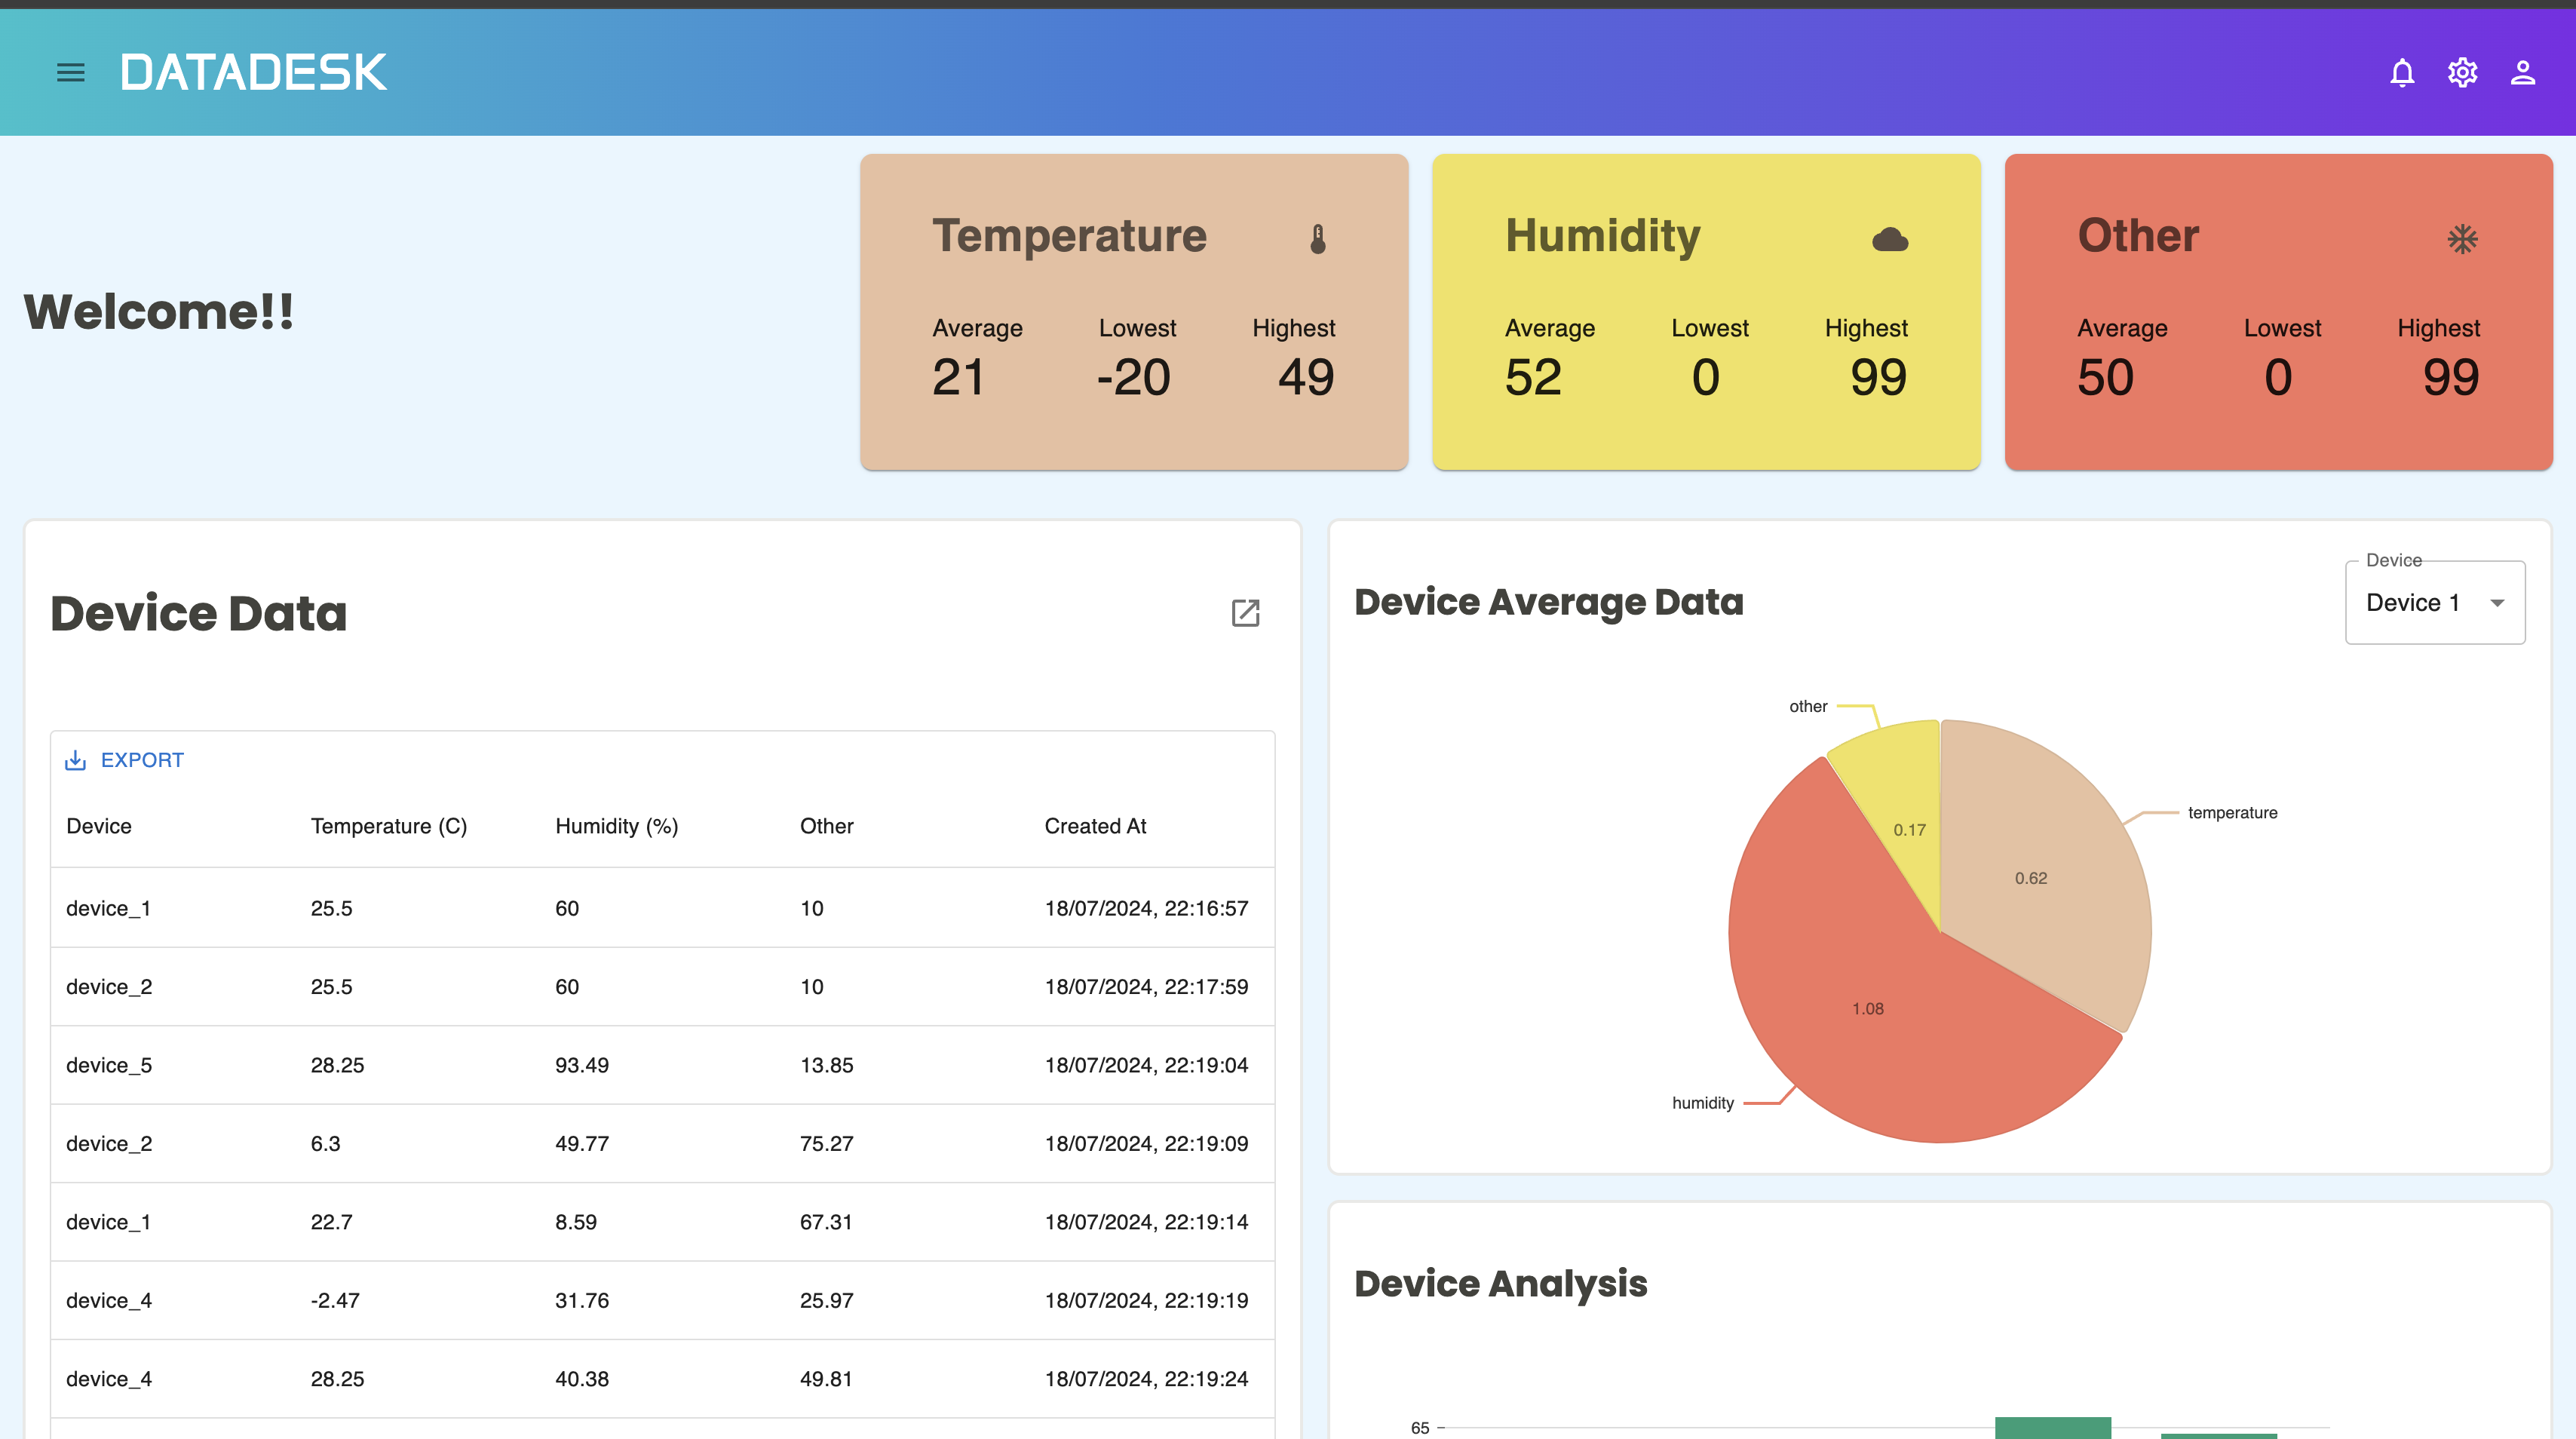 DATADESK
Welcome!!
Temperature
Average Lowest Highest
21 -20 49
Humidity
Average Lowest Highest
52 0 99
Other
Average Lowest Highest
50 0 99
Device Data
EXPORT
Device Temperature (C) Humidity (%) Other Created At
device_1 25.5 60 10 18/07/2024, 22:16:57
device_2 25.5 60 10 18/07/2024, 22:17:59
device_5 28.25 93.49 13.85 18/07/2024, 22:19:04
device_2 6.3 49.77 75.27 18/07/2024, 22:19:09
device_1 22.7 8.59 67.31 18/07/2024, 22:19:14
device_4 -2.47 31.76 25.97 18/07/2024, 22:19:19
device_4 28.25 40.38 49.81 18/07/2024, 22:19:24
Device Average Data
Device
Device 1
other
temperature
0.17
0.62
1.08
humidity
Device Analysis
65